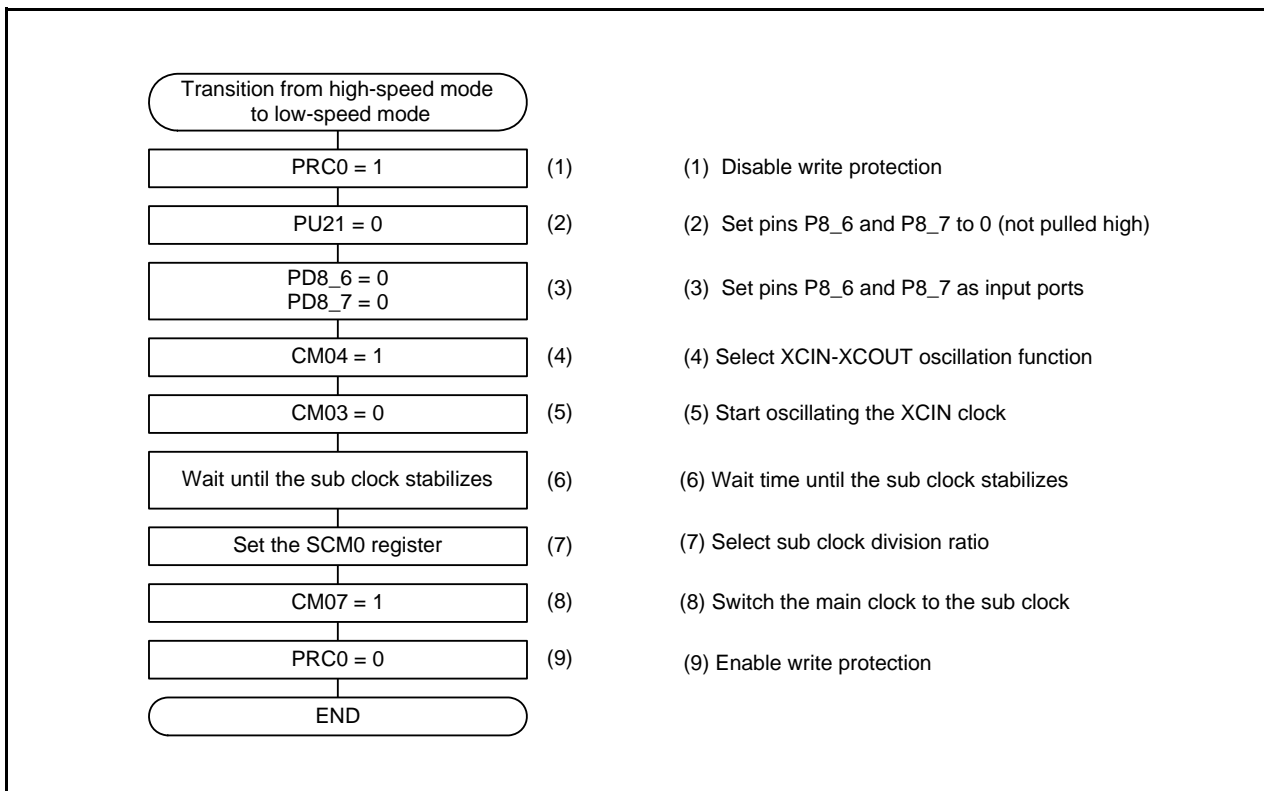 Transition from high-speed mode
to low-speed mode
PRC0 = 1
(1)
(1) Disable write protection
PU21 = 0
(2)
(2) Set pins P8_6 and P8_7 to 0 (not pulled high)
PD8_6 = 0
PD8_7 = 0
(3)
(3) Set pins P8_6 and P8_7 as input ports
CM04 = 1
(4)
(4) Select XCIN-XCOUT oscillation function
CM03 = 0
(5)
(5) Start oscillating the XCIN clock
Wait until the sub clock stabilizes
(6)
(6) Wait time until the sub clock stabilizes
Set the SCM0 register
(7)
(7) Select sub clock division ratio
CM07 = 1
(8)
(8) Switch the main clock to the sub clock
PRC0 = 0
(9)
(9) Enable write protection
END